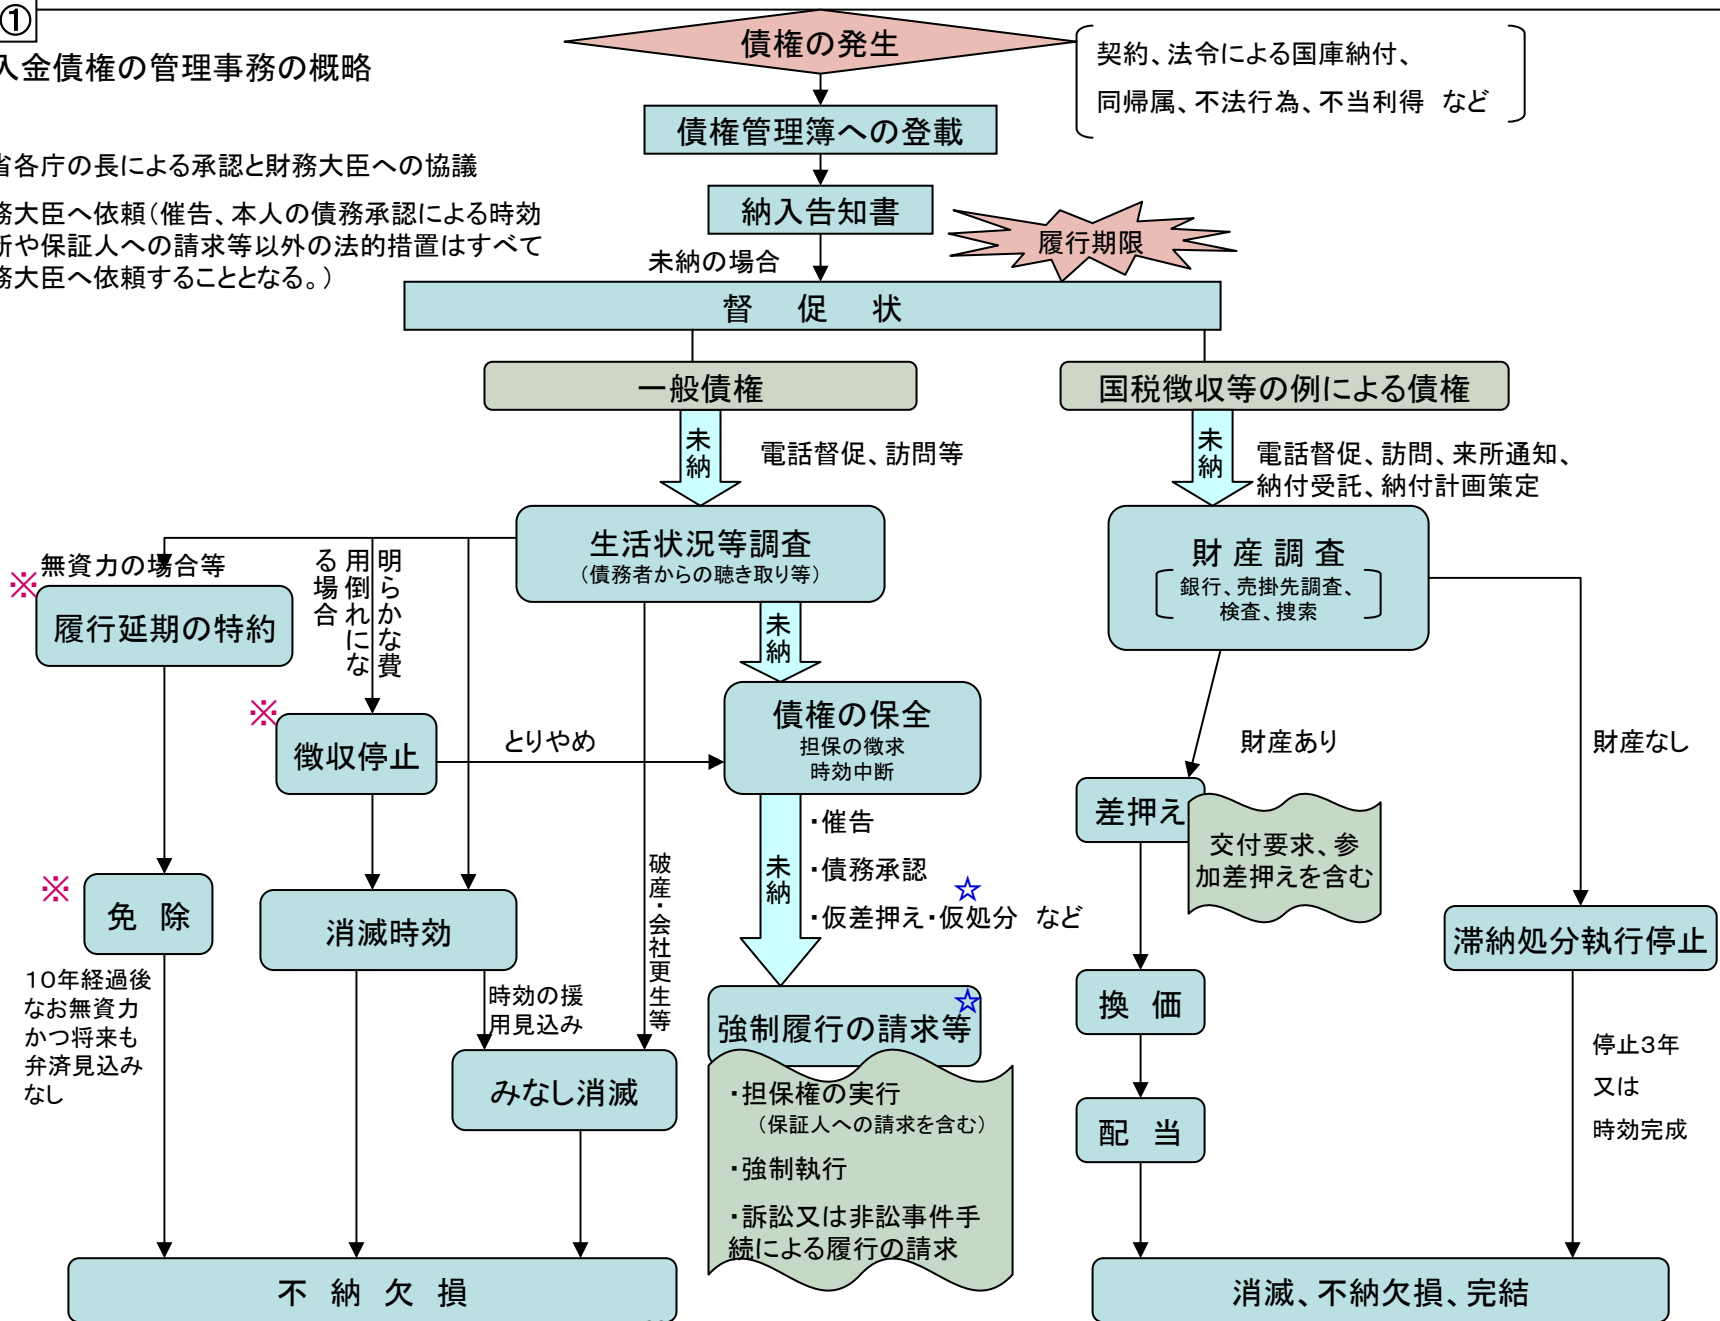 ①
入金債権の管理事務の概略
省各庁の長による承認と財務大臣への協議
務大臣へ依頼(催告、本人の債務承認による時効
断や保証人への請求等以外の法的措置はすべて
務大臣へ依頼することとなる。)
債権の発生
契約、法令による国庫納付、
同帰属、不法行為、不当利得 など
債権管理簿への登載
納入告知書
履行期限
未納の場合
督 促 状
一般債権
国税徴収等の例による債権
未納
電話督促、訪問等
未納
電話督促、訪問、来所通知、
納付受託、納付計画策定
生活状況等調査
(債務者からの聴き取り等)
財 産 調 査
銀行、売掛先調査、
検査、捜索
無資力の場合等
※
履行延期の特約
明らかな費
用倒れにな
る場合
未納
※
徴収停止
とりやめ
債権の保全
担保の徴求
時効中断
財産あり
財産なし
差押え
交付要求、参
加差押えを含む
未納
・催告
・債務承認
☆
・仮差押え・仮処分 など
破産・会社更生等
※
免 除
消滅時効
滞納処分執行停止
10年経過後
なお無資力
かつ将来も
弁済見込み
なし
時効の援
用見込み
換 価
☆
強制履行の請求等
みなし消滅
・担保権の実行
(保証人への請求を含む)
・強制執行
・訴訟又は非訟事件手
続による履行の請求
配 当
停止3年
又は
時効完成
不 納 欠 損
消滅、不納欠損、完結